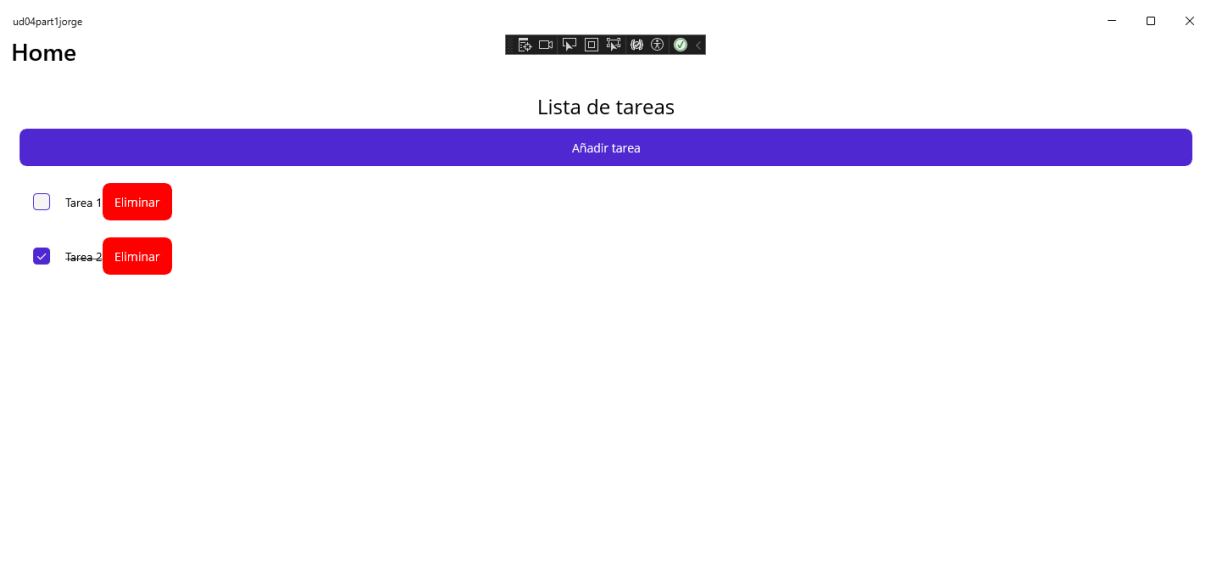 ud04part1jorge
Home
Lista de tareas
Añadir tarea
Tarea 1 Eliminar
Tarea 2 Eliminar